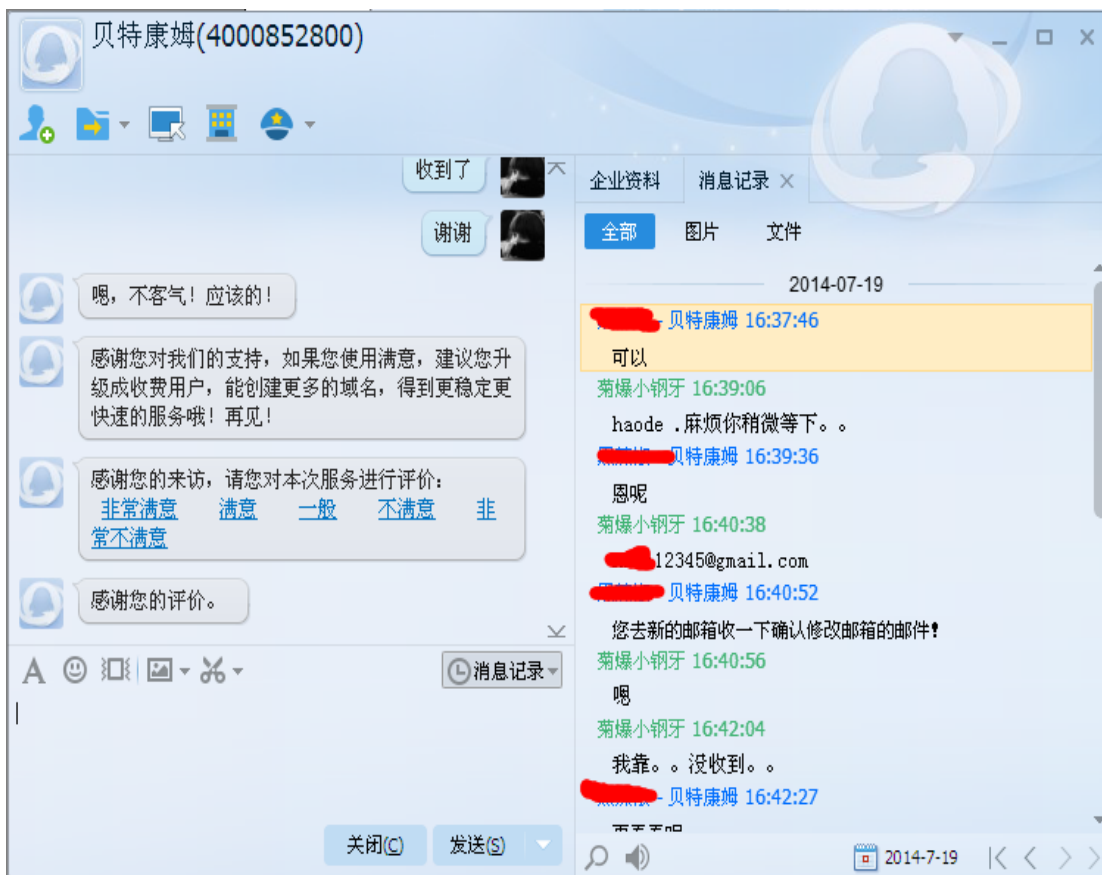 贝特康姆(4000852800)
收到了
谢谢
嗯，不客气！应该的！
感谢您对我们的支持，如果您使用满意，建议您升
级成收费用户，能创建更多的域名，得到更稳定更
快速的服务哦！再见！
感谢您的来访，请您对本次服务进行评价：
非常满意 满意 一般 不满意 非
常不满意
感谢您的评价。
消息记录
关闭(C) 发送(S)
企业资料 消息记录
全部 图片 文件
2014-07-19
- 贝特康姆 16:37:46
可以
菊爆小钢牙 16:39:06
haode .麻烦你稍微等下。。
贝特康姆 16:39:36
恩呢
菊爆小钢牙 16:40:38
12345@gmail.com
- 贝特康姆 16:40:52
您去新的邮箱收一下确认修改邮箱的邮件！
菊爆小钢牙 16:40:56
嗯
菊爆小钢牙 16:42:04
我靠。。没收到。。
- 贝特康姆 16:42:27
2014-7-19